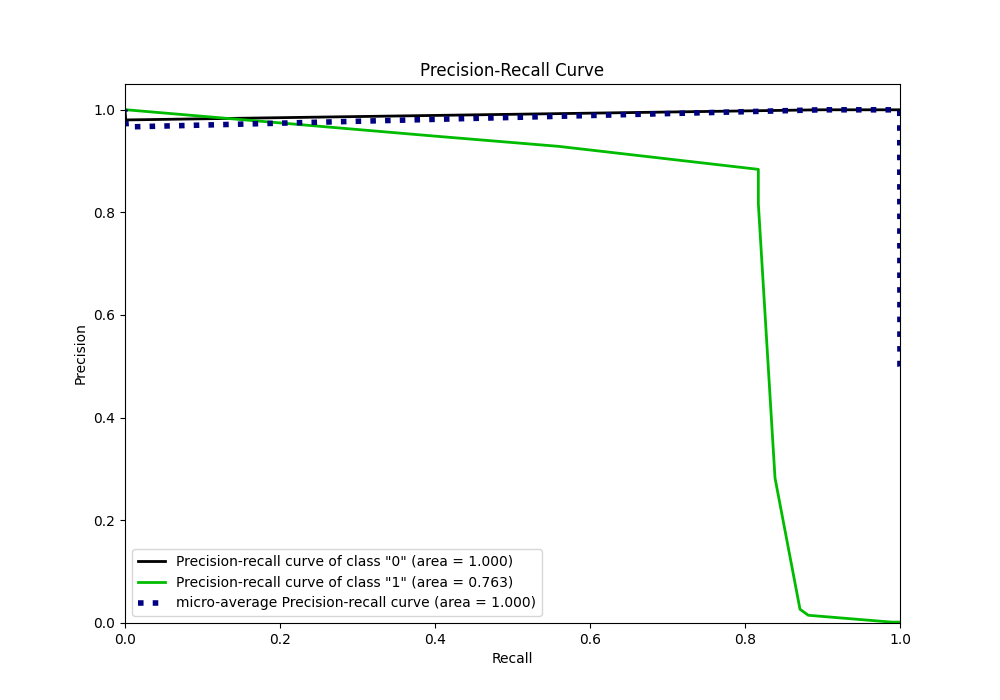 Precision-Recall Curve
1.0
0.8
0.6
0.4
0.2
0.0
Precision
Precision-recall curve of class "0" (area = 1.000)
Precision-recall curve of class "1" (area = 0.763)
micro-average Precision-recall curve (area = 1.000)
0.0 0.2 0.4 0.6 0.8 1.0
Recall